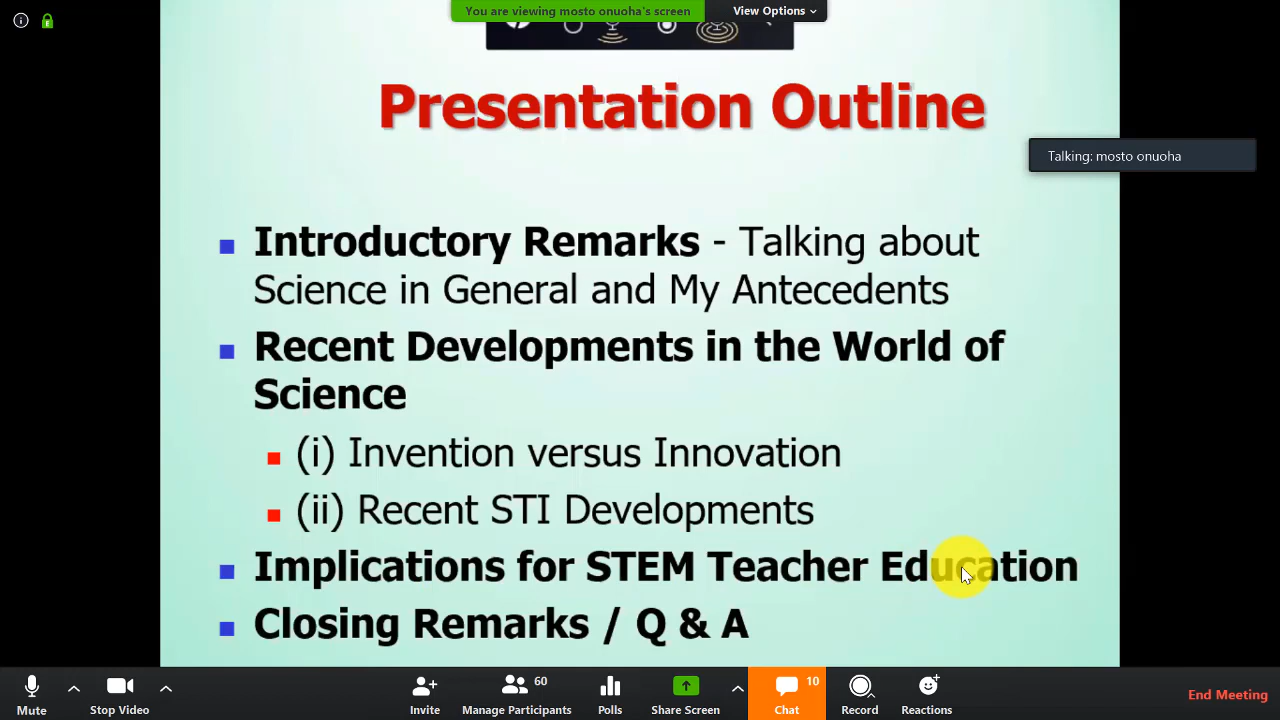 You are viewing mosto onuoha's screen
View Options
Presentation Outline
Talking: mosto onuoha
Introductory Remarks - Talking about
Science in General and My Antecedents
Recent Developments in the World of
Science
(i) Invention versus Innovation
(ii) Recent STI Developments
Implications for STEM Teacher Education
Closing Remarks / Q & A
60
10
Mute
Stop Video
Invite
Manage Participants
Polls
Share Screen
Chat
Record
Reactions
End Meeting